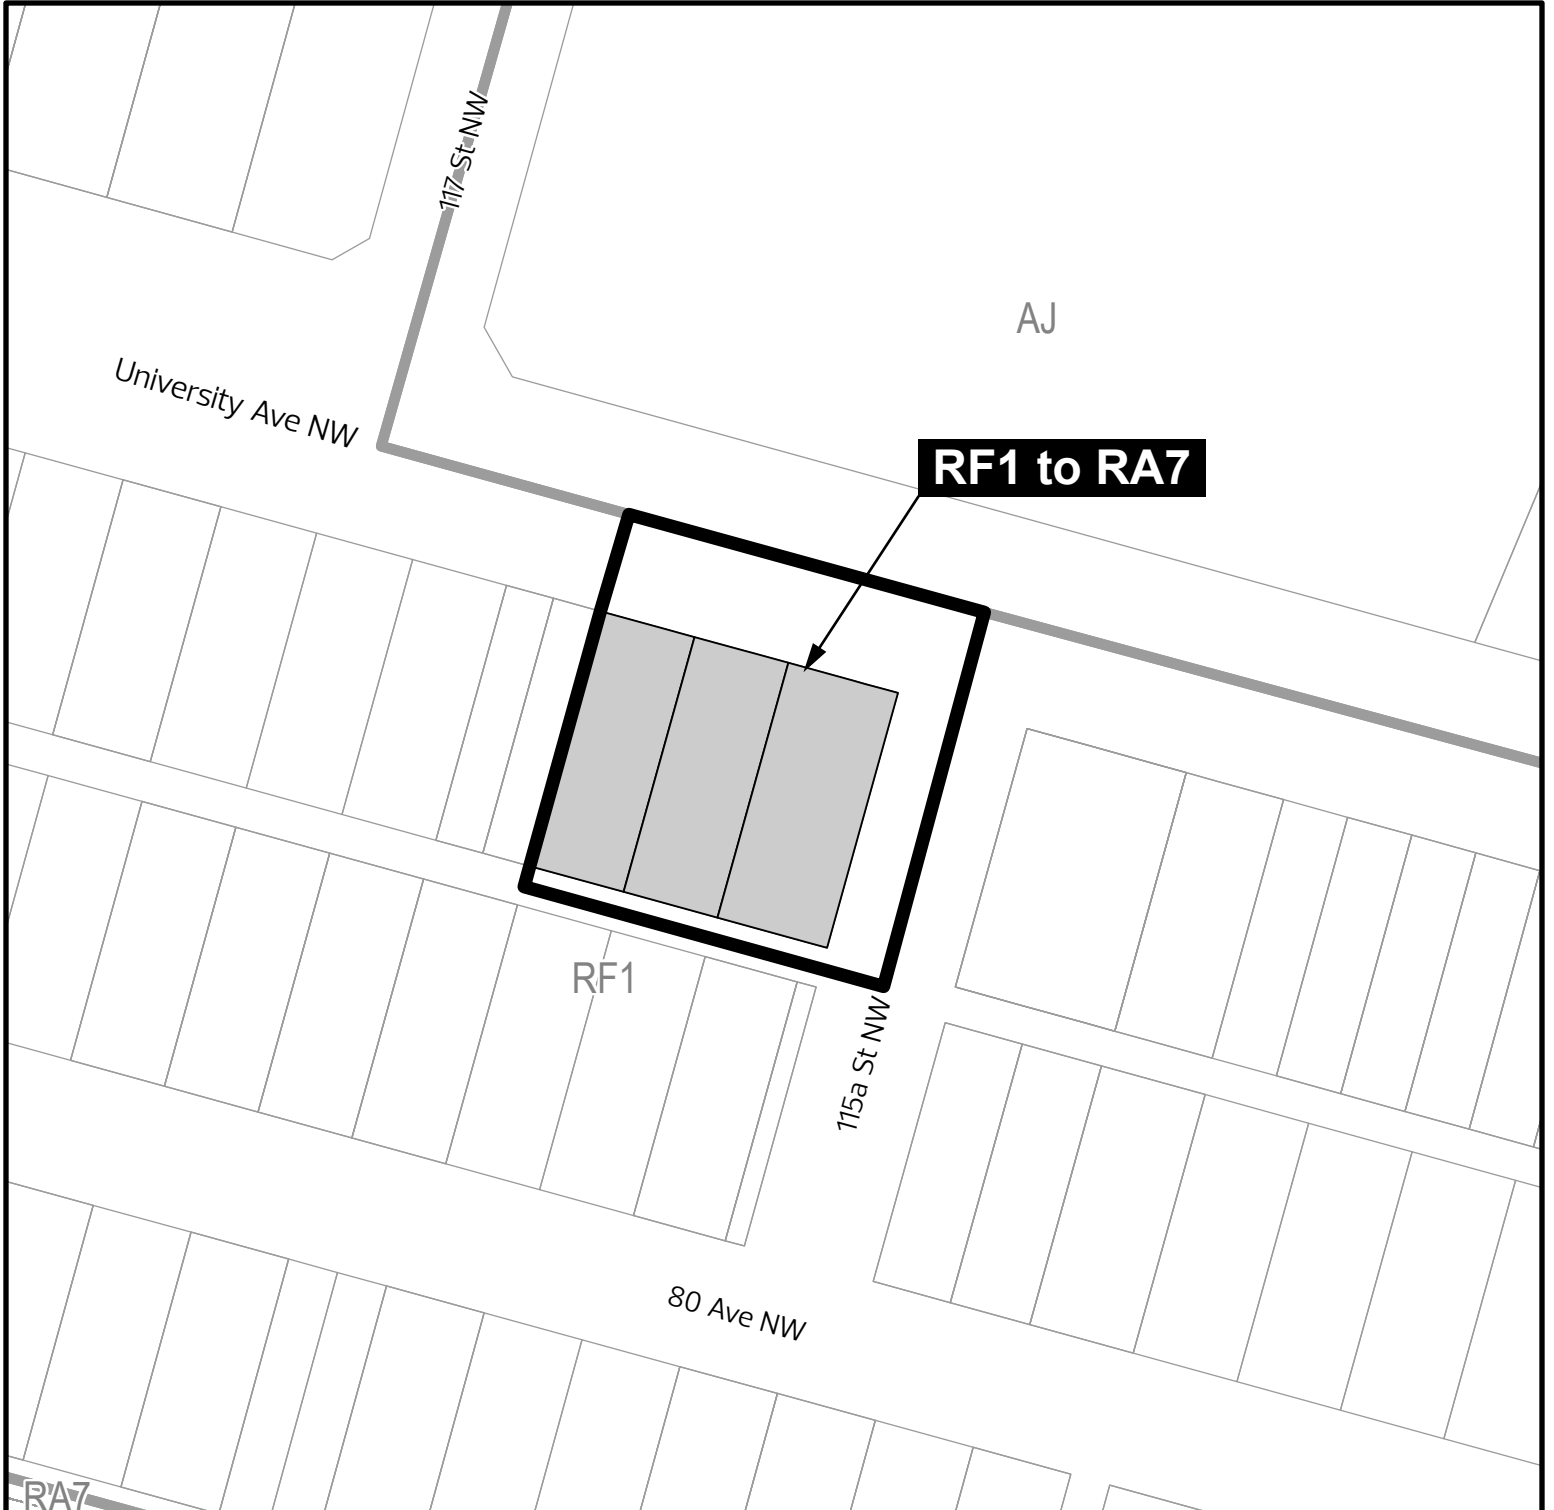 117 St NW
AJ
University Ave NW
RF1 to RA7
RF1
115a St NW
80 Ave NW
RA7